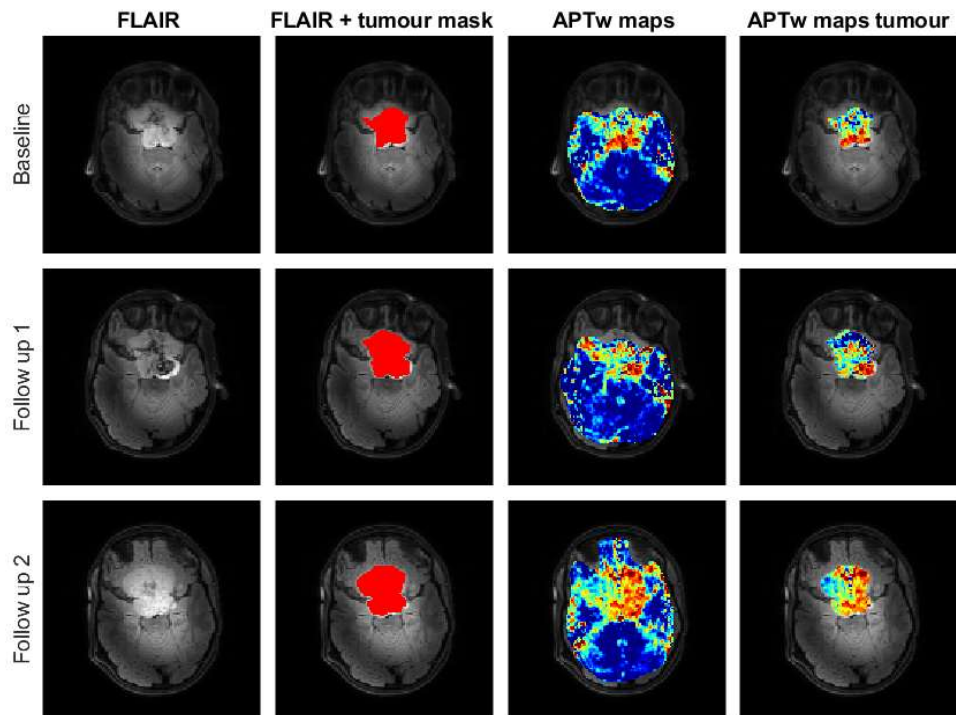 FLAIR
FLAIR + tumour mask
APTw maps
APTw maps tumour
Baseline
Follow up 1
Follow up 2